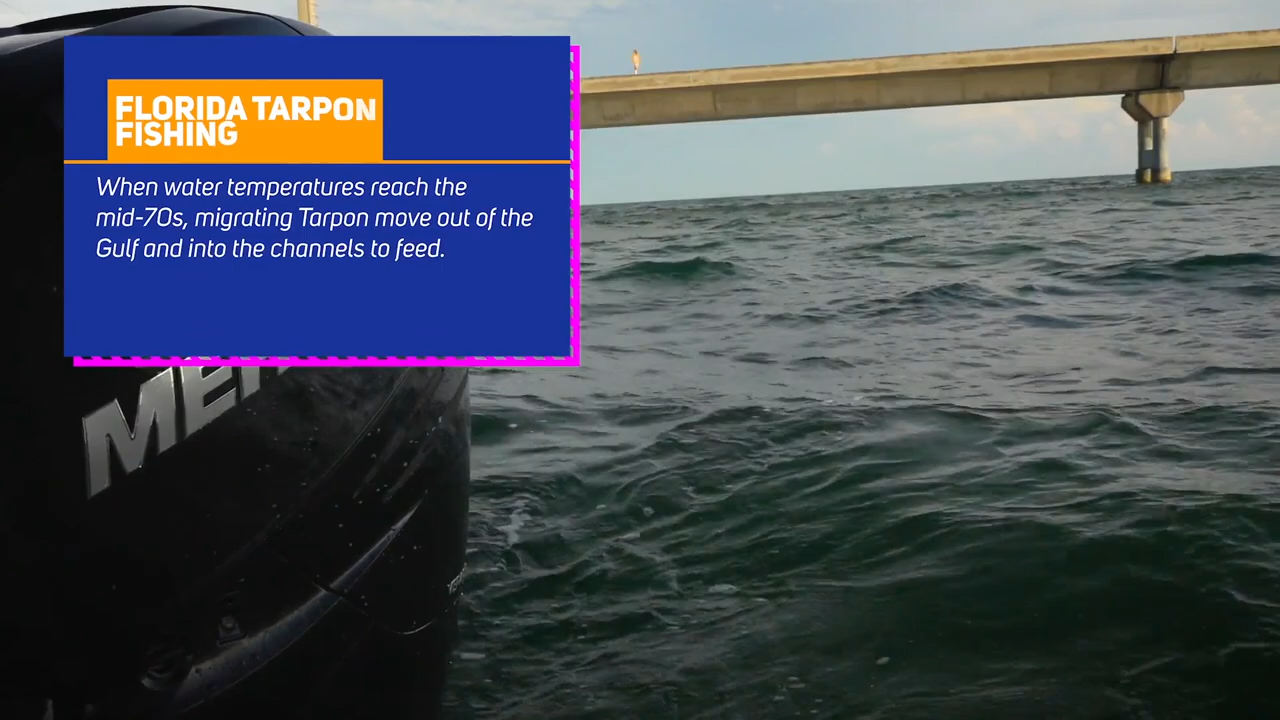 FLORIDA TARPON
FISHING
When water temperatures reach the
mid-70s, migrating Tarpon move out of the
Gulf and into the channels to feed.